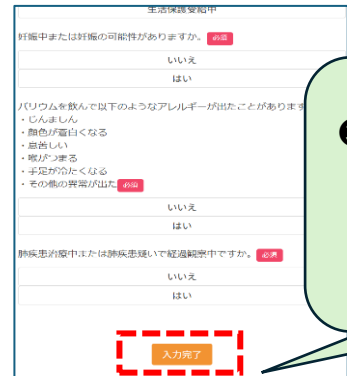 生活保護受給中
妊娠中または妊娠の可能性がありますか。 必須
いいえ
はい
バリウムを飲んで以下のようなアレルギーが出たことがあります
・じんましん
・顔色が蒼白くなる
・息苦しい
・喉がつまる
・手足が冷たくなる
・その他の異常が出た 必須
いいえ
はい
肺疾患治療中または肺疾患疑いで経過観察中ですか。 必須
いいえ
はい
入力完了